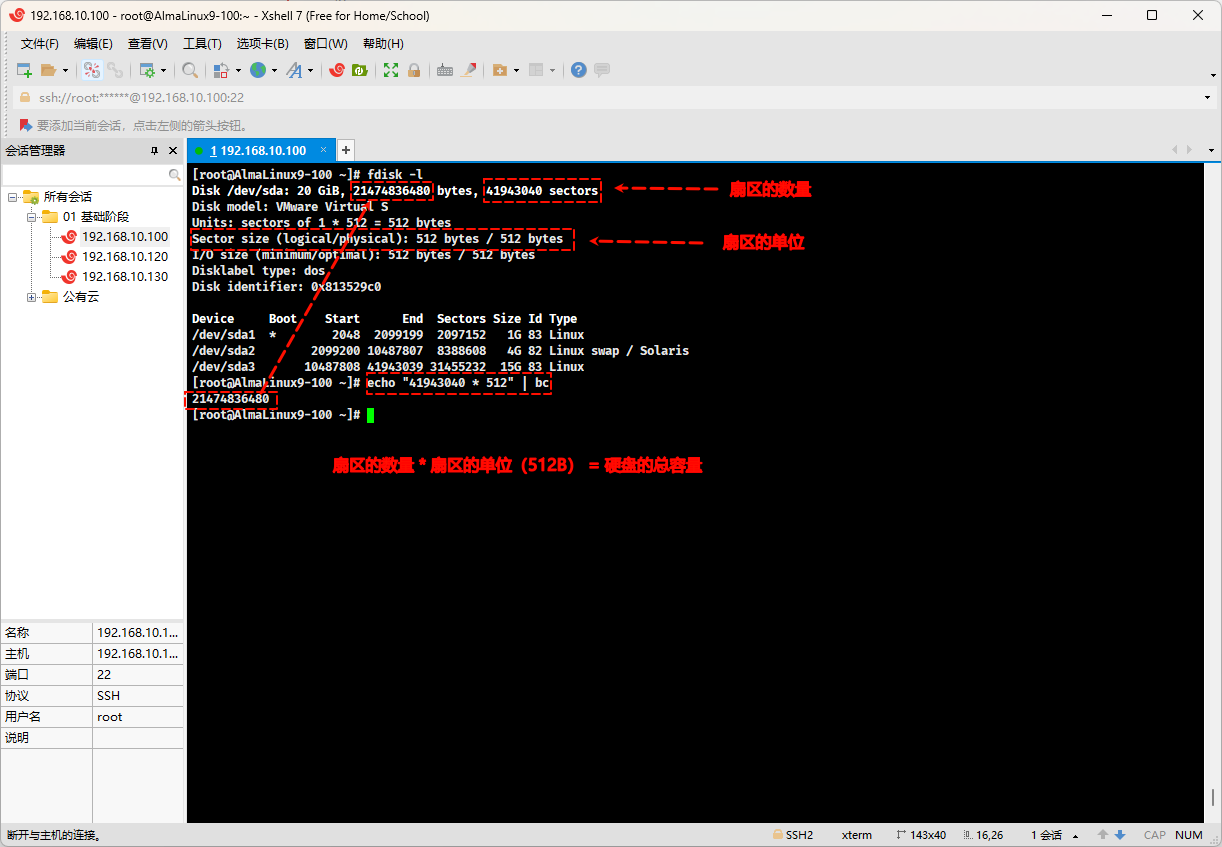 192.168.10.100 - root@AlmaLinux9-100:~ - Xshell 7 (Free for Home/School)
文件(F) 编辑(E) 查看(V) 工具(T) 选项卡(B) 窗口(W) 帮助(H)
ssh://root:******@192.168.10.100:22
要添加当前会话，点击左侧的箭头按钮。
会话管理器
1 192.168.10.100
所有会话
01 基础阶段
192.168.10.100
192.168.10.120
192.168.10.130
公有云
[root@AlmaLinux9-100 ~]# fdisk -l
Disk /dev/sda: 20 GiB, 21474836480 bytes, 41943040 sectors
扇区的数量
Disk model: VMware Virtual S
Units: sectors of 1 * 512 = 512 bytes
Sector size (logical/physical): 512 bytes / 512 bytes
扇区的单位
I/O size (minimum/optimal): 512 bytes / 512 bytes
Disklabel type: dos
Disk identifier: 0x813529c0
Device Boot Start End Sectors Size Id Type
/dev/sda1 * 2048 2099199 2097152 1G 83 Linux
/dev/sda2 2099200 10487807 8388608 4G 82 Linux swap / Solaris
/dev/sda3 10487808 41943039 31455232 15G 83 Linux
[root@AlmaLinux9-100 ~]# echo "41943040 * 512" | bc
21474836480
[root@AlmaLinux9-100 ~]#
扇区的数量 * 扇区的单位（512B） = 硬盘的总容量
名称 192.168.10.1...
主机 192.168.10.1...
端口 22
协议 SSH
用户名 root
说明
断开与主机的连接。 SSH2 xterm 143x40 16,26 1 会话 CAP NUM